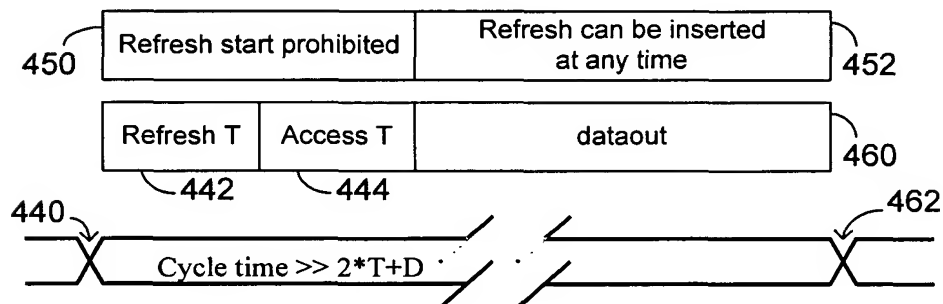 450
Refresh start prohibited
Refresh can be inserted
at any time
452
Refresh T
Access T
dataout
460
442
444
440
462
Cycle time >> 2*T+D